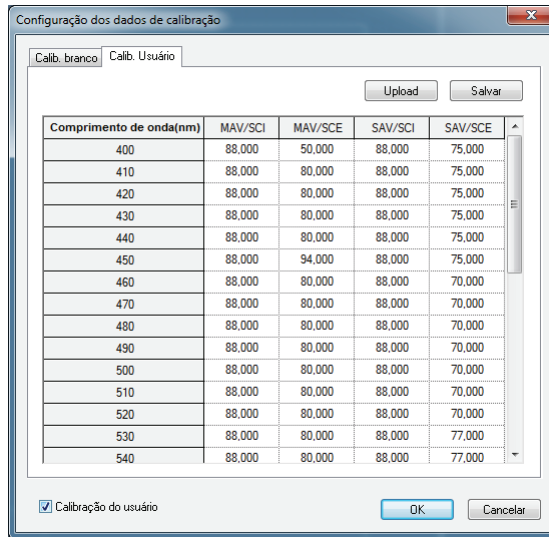 Configuração dos dados de calibração
Calib. branco Calib. Usuário
Upload Salvar
Comprimento de onda(nm) MAV/SCI MAV/SCE SAV/SCI SAV/SCE
400 88,000 50,000 88,000 75,000
410 88,000 80,000 88,000 75,000
420 88,000 80,000 88,000 75,000
430 88,000 80,000 88,000 75,000
440 88,000 80,000 88,000 75,000
450 88,000 94,000 88,000 75,000
460 88,000 80,000 88,000 70,000
470 88,000 80,000 88,000 70,000
480 88,000 80,000 88,000 70,000
490 88,000 80,000 88,000 70,000
500 88,000 80,000 88,000 70,000
510 88,000 80,000 88,000 70,000
520 88,000 80,000 88,000 70,000
530 88,000 80,000 88,000 77,000
540 88,000 80,000 88,000 77,000
Calibração do usuário OK Cancelar